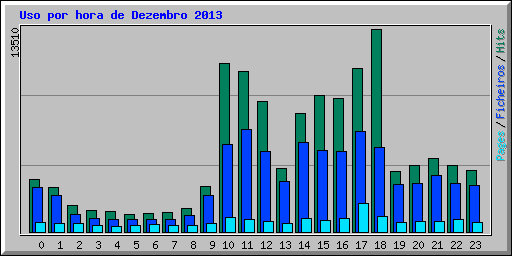 Uso por hora de Dezembro 2013
13510
Pages/Ficheiros/Hits
0 1 2 3 4 5 6 7 8 9 10 11 12 13 14 15 16 17 18 19 20 21 22 23